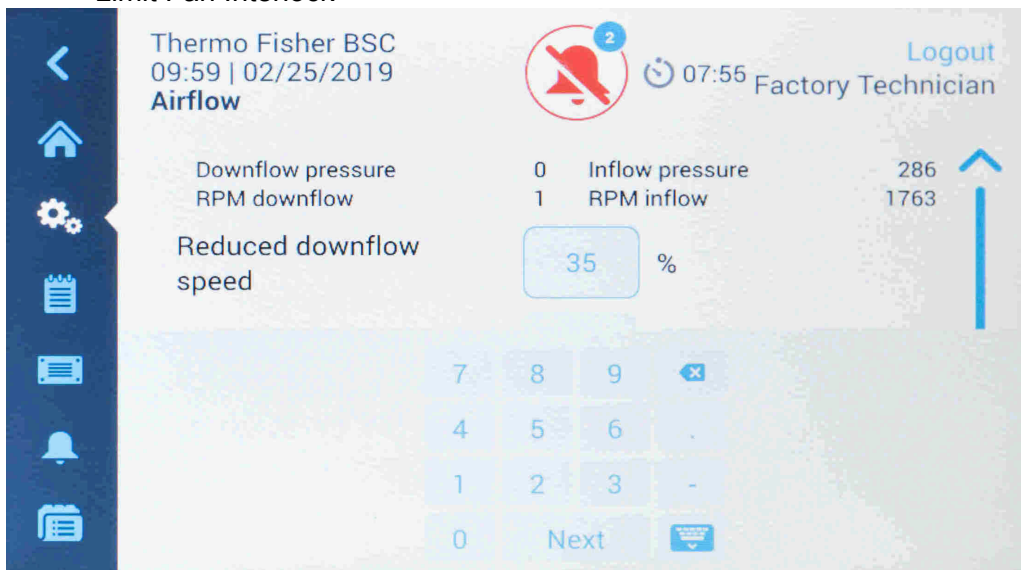 Thermo Fisher BSC
09:59 | 02/25/2019
Airflow
2
07:55
Logout
Factory Technician
Downflow pressure 0 Inflow pressure 286
RPM downflow 1 RPM inflow 1763
Reduced downflow
speed
35 %
7 8 9
4 5 6 .
1 2 3 -
0 Next